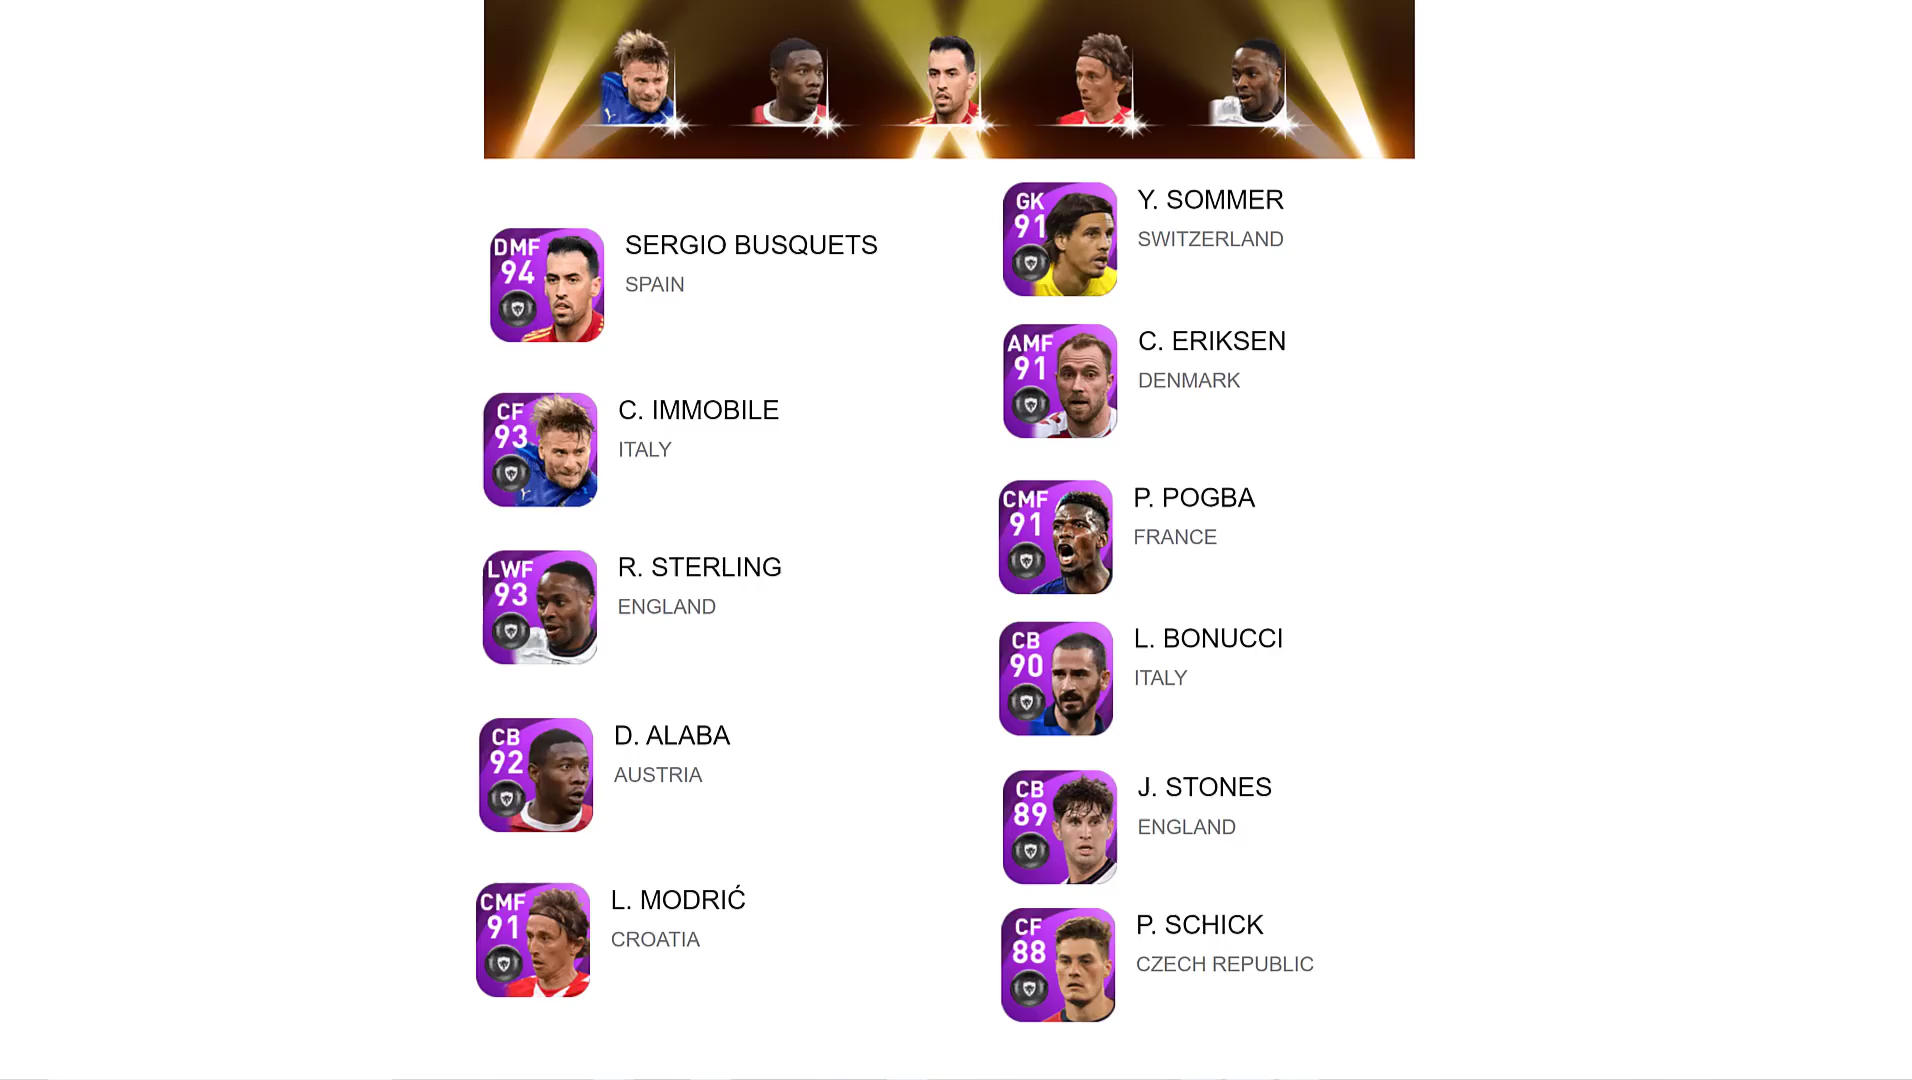 DMF
94
SERGIO BUSQUETS
SPAIN
CF
93
C. IMMOBILE
ITALY
LWF
93
R. STERLING
ENGLAND
CB
92
D. ALABA
AUSTRIA
CMF
91
L. MODRIĆ
CROATIA
GK
91
Y. SOMMER
SWITZERLAND
AMF
91
C. ERIKSEN
DENMARK
CMF
91
P. POGBA
FRANCE
CB
90
L. BONUCCI
ITALY
CB
89
J. STONES
ENGLAND
CF
88
P. SCHICK
CZECH REPUBLIC